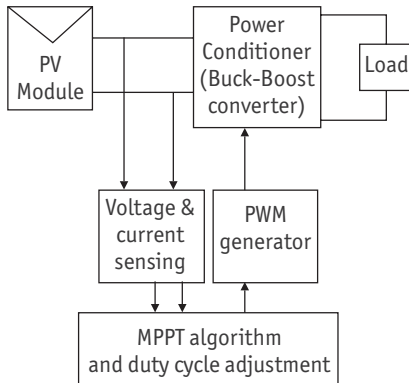 PV
Module
Power
Conditioner
(Buck-Boost
converter)
Load
Voltage &
current
sensing
PWM
generator
MPPT algorithm
and duty cycle adjustment